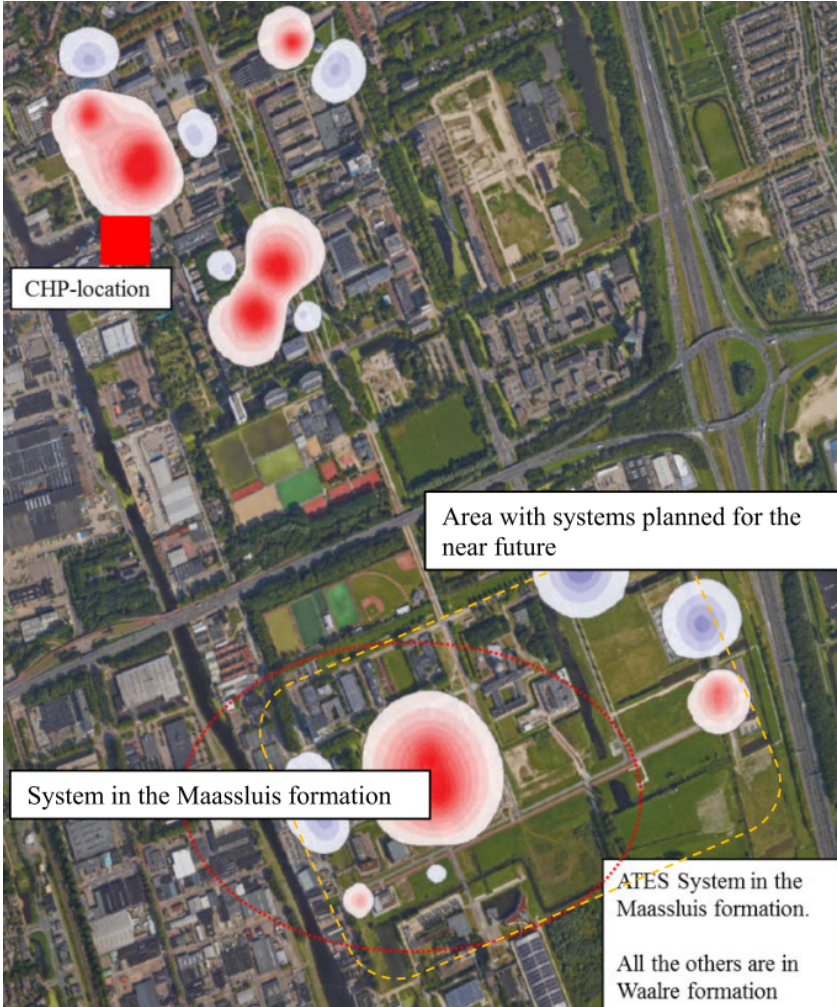 CHP-location
Area with systems planned for the
near future
System in the Maassluis formation
ATES System in the
Maassluis formation.
All the others are in
Waalre formation